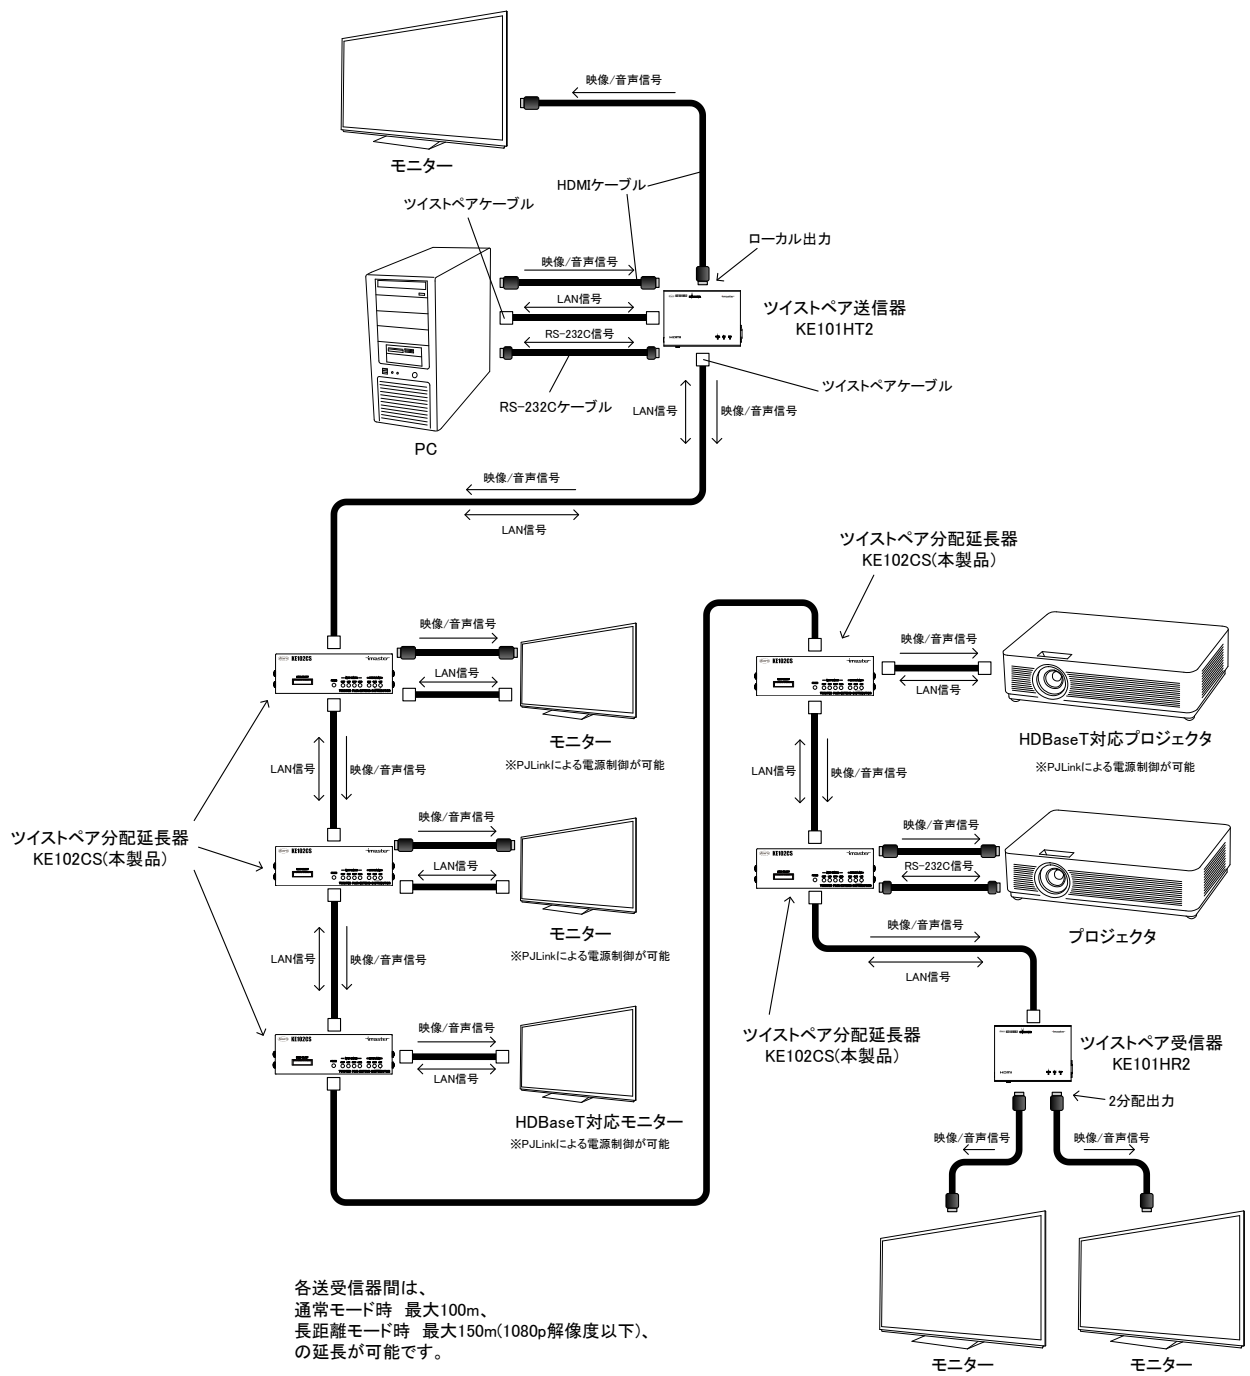 映像/音声信号
モニター
HDMIケーブル
ツイストペアケーブル
ローカル出力
映像/音声信号
LAN信号
RS-232C信号
ツイストペア送信器
KE101HT2
HDMI
ツイストペアケーブル
RS-232Cケーブル
LAN信号
映像/音声信号
PC
映像/音声信号
LAN信号
ツイストペア分配延長器
KE102CS(本製品)
映像/音声信号
KE102CS
imaster
LAN信号
モニター
※PJLinkによる電源制御が可能
LAN信号
映像/音声信号
ツイストペア分配延長器
KE102CS(本製品)
映像/音声信号
KE102CS
imaster
LAN信号
モニター
※PJLinkによる電源制御が可能
LAN信号
映像/音声信号
KE102CS
imaster
映像/音声信号
LAN信号
HDBaseT対応モニター
※PJLinkによる電源制御が可能
KE102CS
imaster
映像/音声信号
LAN信号
HDBaseT対応プロジェクタ
※PJLinkによる電源制御が可能
LAN信号
映像/音声信号
KE102CS
imaster
映像/音声信号
RS-232C信号
プロジェクタ
映像/音声信号
LAN信号
ツイストペア分配延長器
KE102CS(本製品)
ツイストペア受信器
KE101HR2
HDMI
2分配出力
映像/音声信号
映像/音声信号
モニター
モニター
各送受信器間は、
通常モード時 最大100m、
長距離モード時 最大150m(1080p解像度以下)、
の延長が可能です。